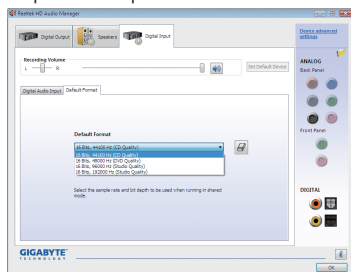 Realtek HD Audio Manager
Digital Output
Speakers
Digital Input
Device advanced
settings
Recording Volume
L
R
Set Default Device
ANALOG
Back Panel
Digital Audio Input
Default Format
Default Format
16 Bits, 44100 Hz (CD Quality)
16 Bits, 44100 Hz (CD Quality)
16 Bits, 48000 Hz (DVD Quality)
16 Bits, 96000 Hz (Studio Quality)
16 Bits, 192000 Hz (Studio Quality)
Select the sample rate and bit depth to be used when running in shared
mode.
Front Panel
DIGITAL
GIGABYTE
TECHNOLOGY
i
OK